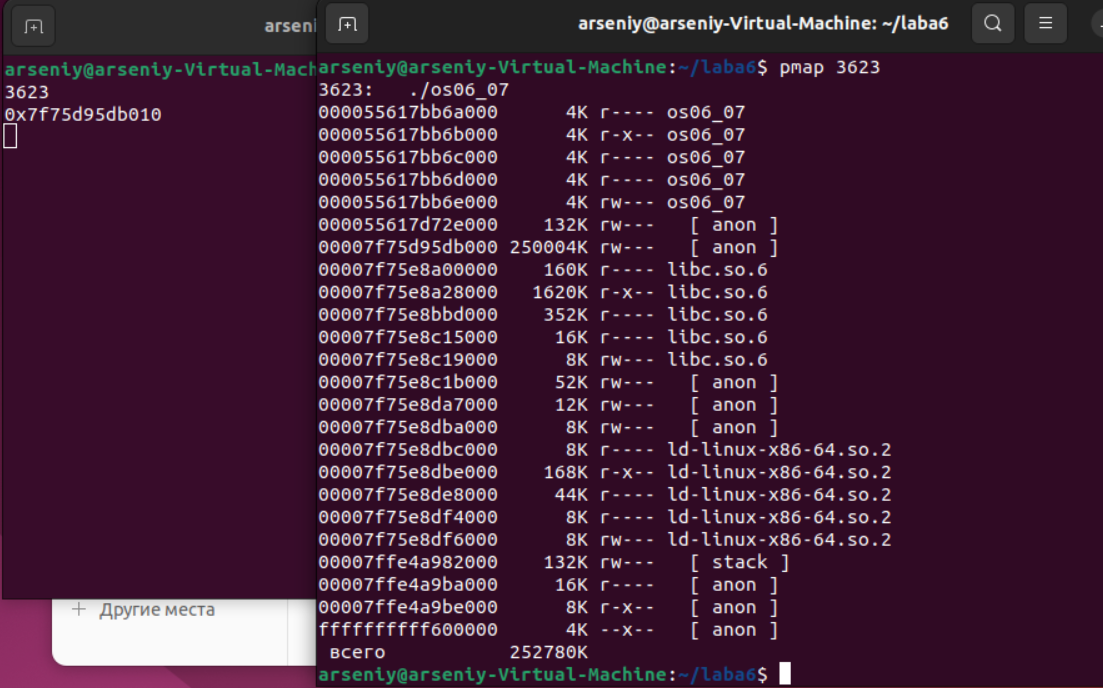 arseni
arseniy@arseniy-Virtual-Mach
3623
0x7f75d95db010
arseniy@arseniy-Virtual-Machine: ~/laba6
arseniy@arseniy-Virtual-Machine:~/laba6$ pmap 3623
3623:   ./os06_07
000055617bb6a000      4K r---- os06_07
000055617bb6b000      4K r-x-- os06_07
000055617bb6c000      4K r---- os06_07
000055617bb6d000      4K r---- os06_07
000055617bb6e000      4K rw--- os06_07
000055617d72e000    132K rw---   [ anon ]
00007f75d95db000 250004K rw---   [ anon ]
00007f75e8a00000    160K r---- libc.so.6
00007f75e8a28000   1620K r-x-- libc.so.6
00007f75e8bbd000    352K r---- libc.so.6
00007f75e8c15000     16K r---- libc.so.6
00007f75e8c19000      8K rw--- libc.so.6
00007f75e8c1b000     52K rw---   [ anon ]
00007f75e8da7000     12K rw---   [ anon ]
00007f75e8dba000      8K rw---   [ anon ]
00007f75e8dbc000      8K r---- ld-linux-x86-64.so.2
00007f75e8dbe000    168K r-x-- ld-linux-x86-64.so.2
00007f75e8de8000     44K r---- ld-linux-x86-64.so.2
00007f75e8df4000      8K r---- ld-linux-x86-64.so.2
00007f75e8df6000      8K rw--- ld-linux-x86-64.so.2
00007ffe4a982000    132K rw---   [ stack ]
00007ffe4a9ba000     16K r----   [ anon ]
00007ffe4a9be000      8K r-x--   [ anon ]
ffffffffff600000      4K --x--   [ anon ]
всего           252780K
arseniy@arseniy-Virtual-Machine:~/laba6$
+ Другие места